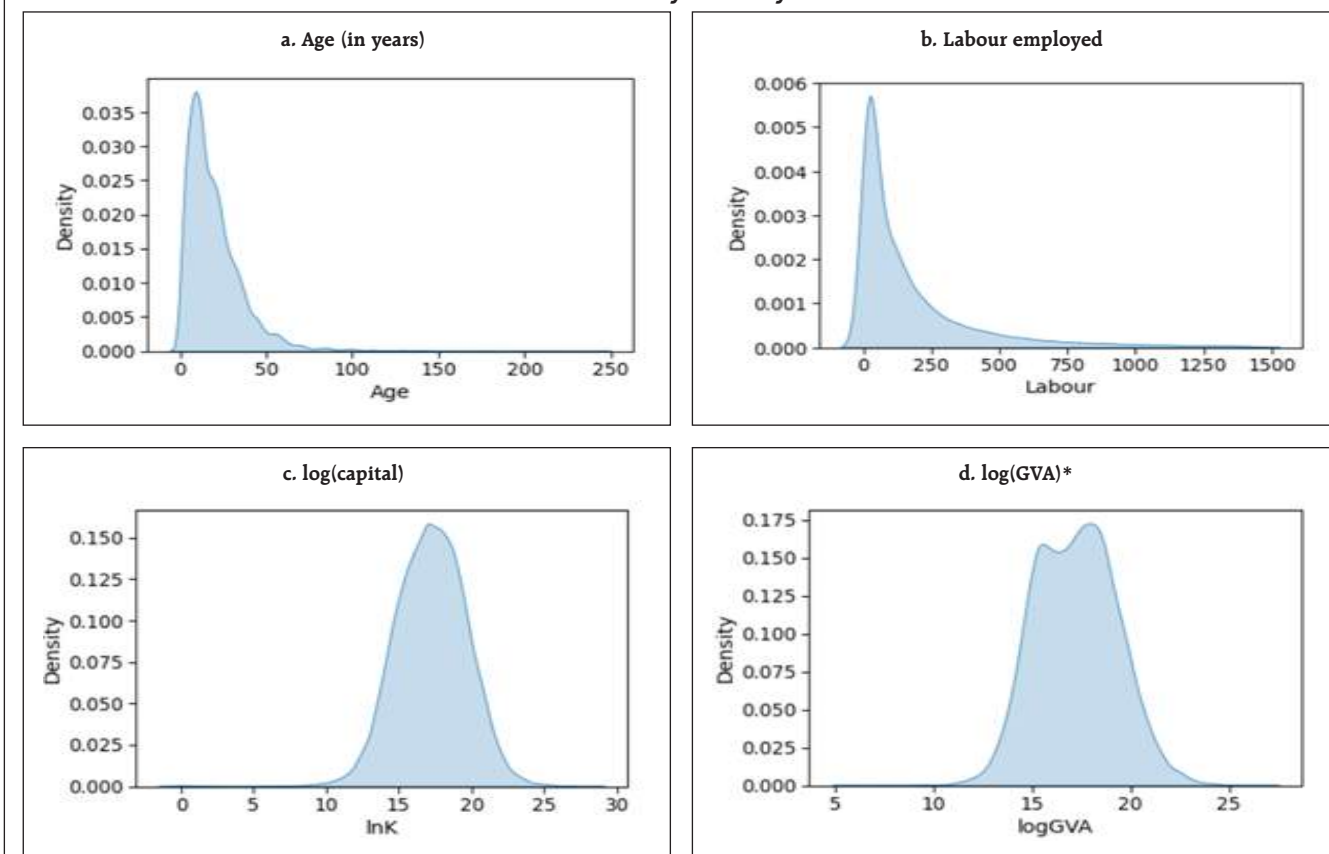 a. Age (in years)
Density
0.035
0.030
0.025
0.020
0.015
0.010
0.005
0.000
0 50 100 150 200 250
Age
b. Labour employed
Density
0.006
0.005
0.004
0.003
0.002
0.001
0.000
0 250 500 750 1000 1250 1500
Labour
c. log(capital)
Density
0.150
0.125
0.100
0.075
0.050
0.025
0.000
0 5 10 15 20 25 30
lnK
d. log(GVA)*
Density
0.175
0.150
0.125
0.100
0.075
0.050
0.025
0.000
5 10 15 20 25
logGVA